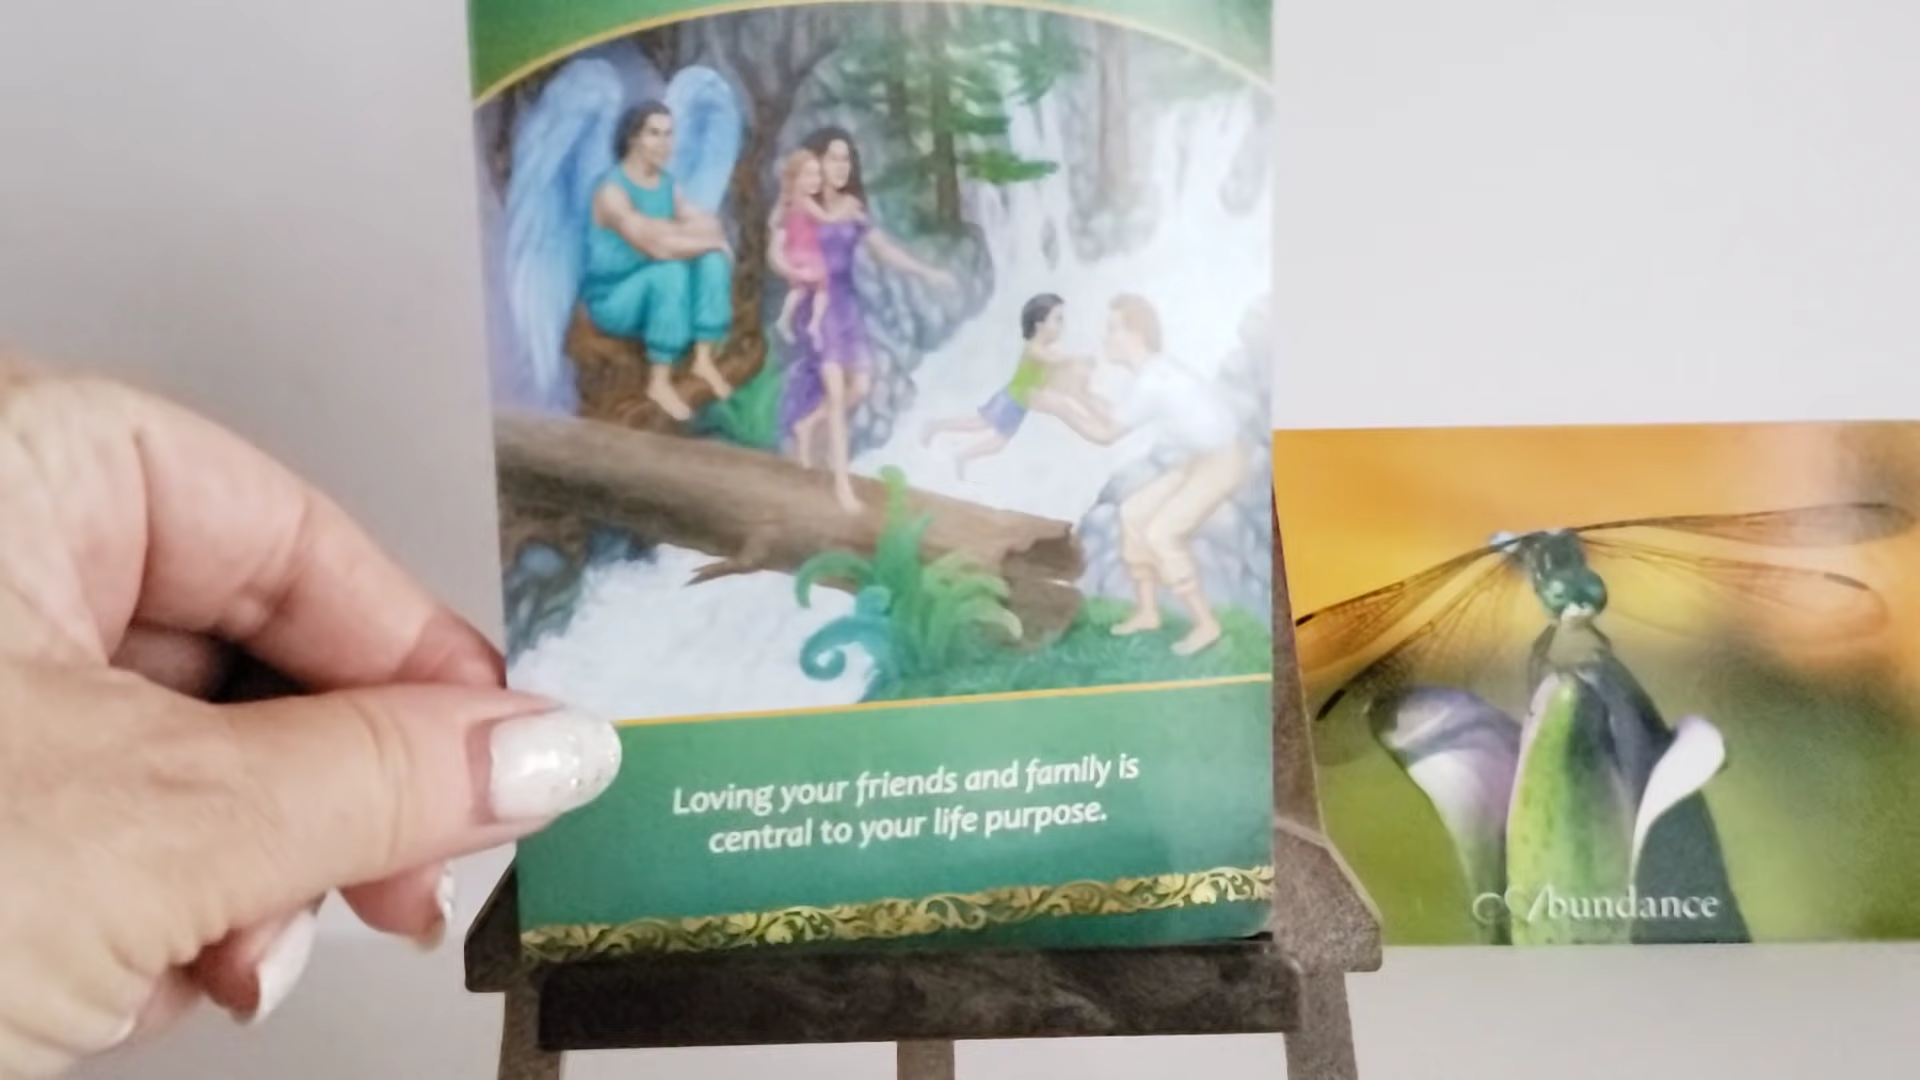 Loving your friends and family is
central to your life purpose.
Abundance